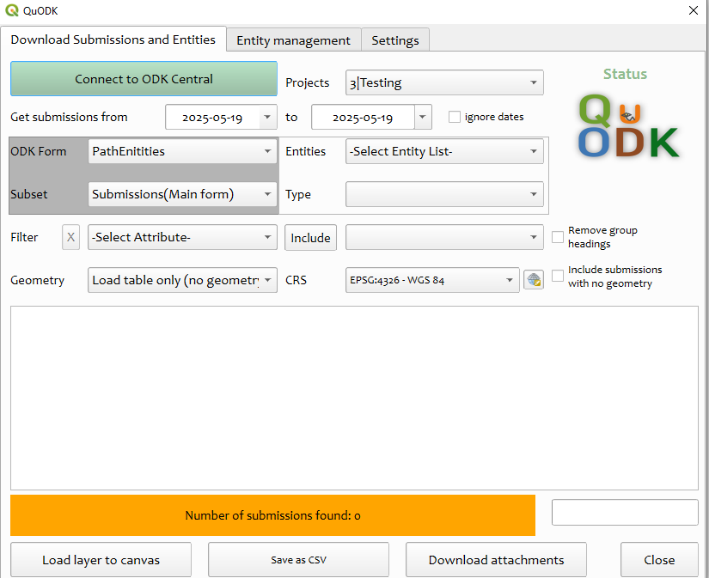 QuODK
Download Submissions and Entities
Entity management
Settings
Connect to ODK Central
Projects
3|Testing
Status
Get submissions from
2025-05-19
to
2025-05-19
ignore dates
Qu
ODK
ODK Form
PathEnitities
Entities
-Select Entity List-
Subset
Submissions(Main form)
Type
Filter
X
-Select Attribute-
Include
Remove group
headings
Geometry
Load table only (no geometry
CRS
EPSG:4326 - WGS 84
Include submissions
with no geometry
Number of submissions found: 0
Load layer to canvas
Save as CSV
Download attachments
Close